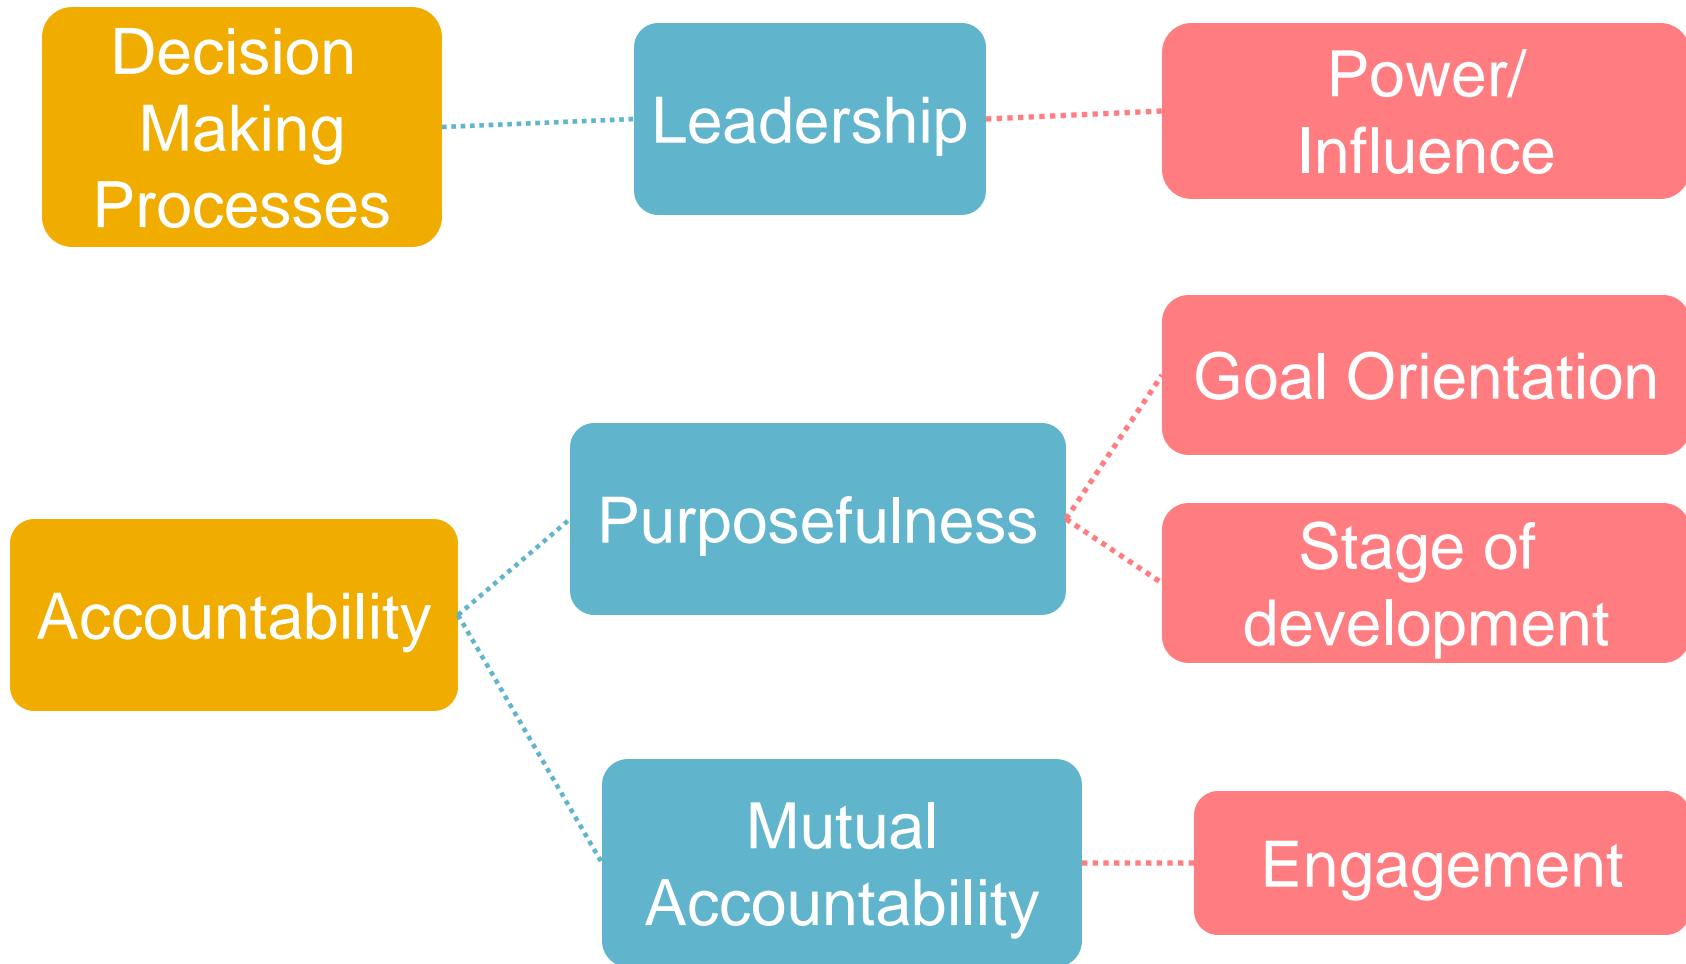 Decision
Making
Processes
Leadership
Power/
Influence
Goal Orientation
Purposefulness
Stage of
development
Accountability
Mutual
Accountability
Engagement